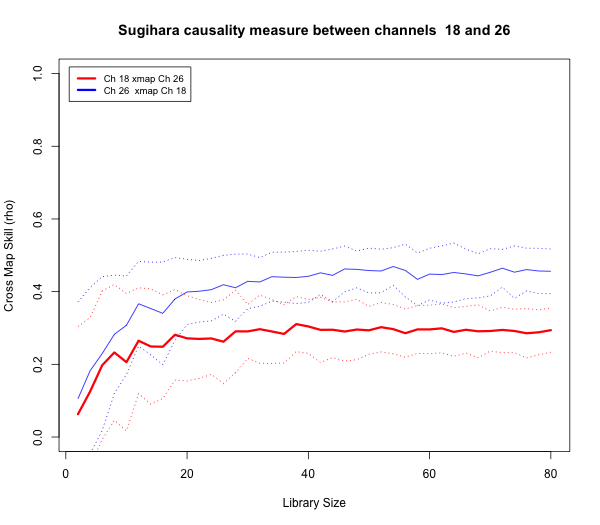 Sugihara causality measure between channels  18 and 26
Ch 18 xmap Ch 26
Ch 26  xmap Ch 18
Cross Map Skill (rho)
1.0
0.8
0.6
0.4
0.2
0.0
0 20 40 60 80
Library Size